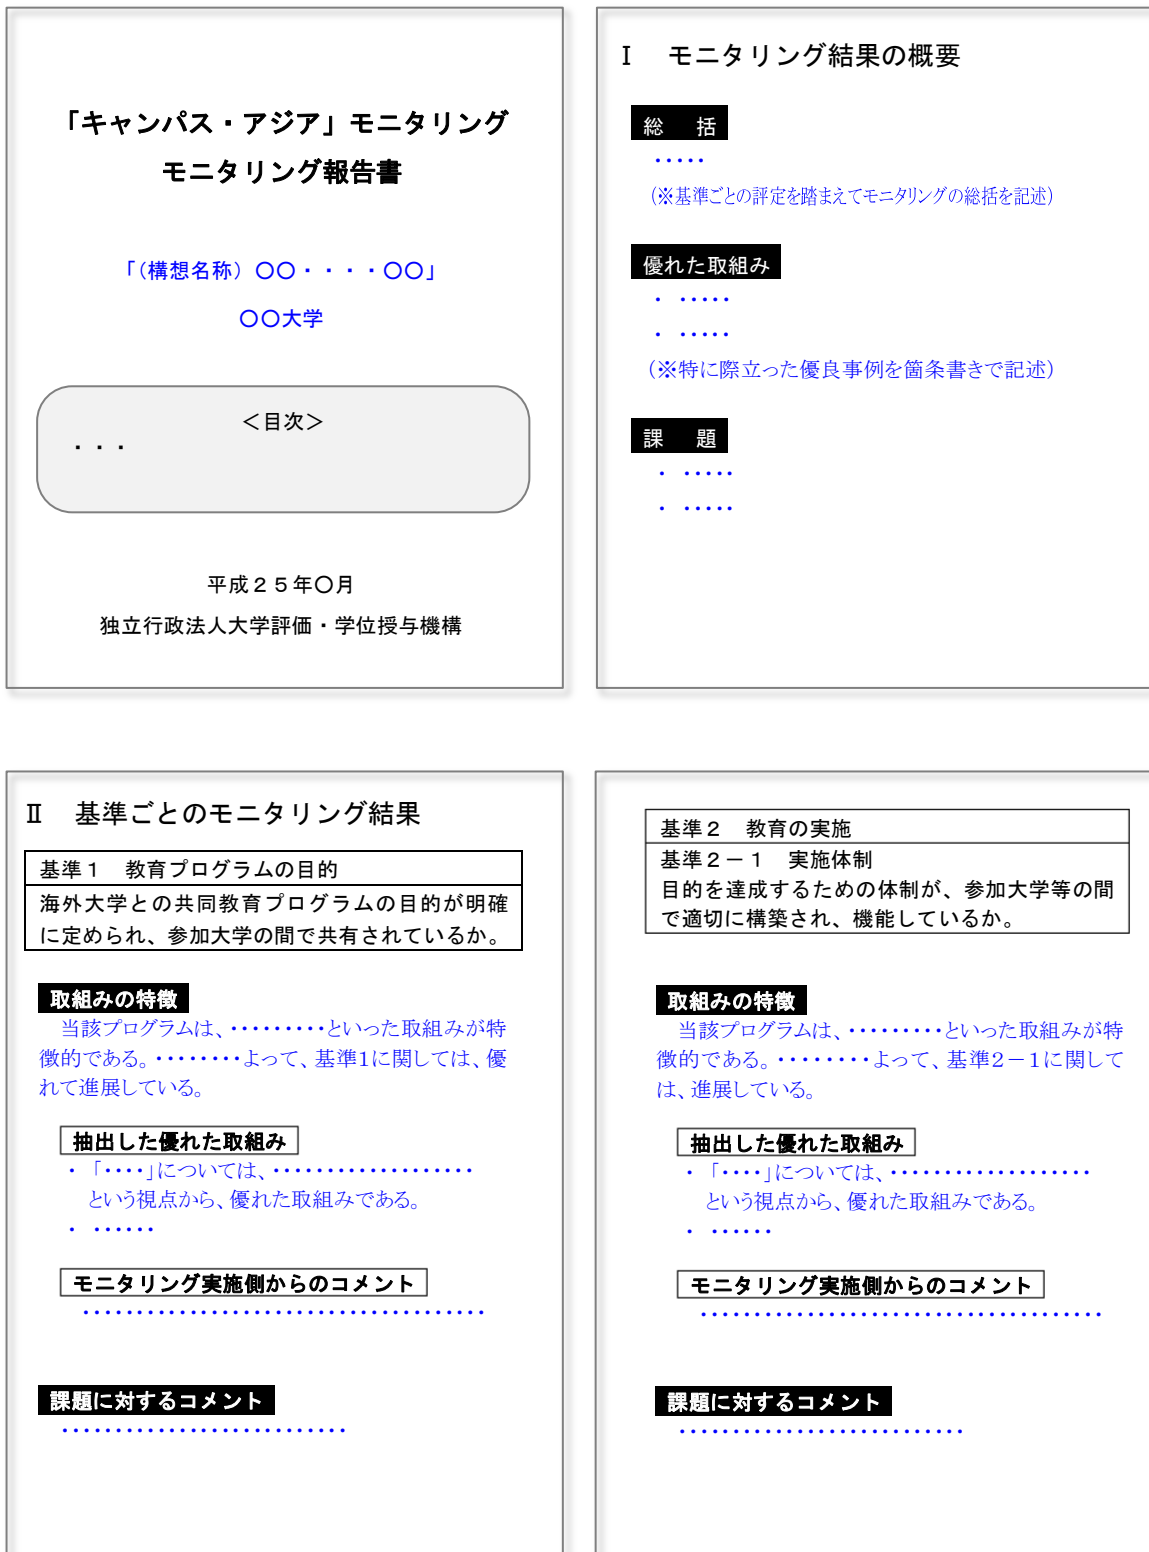 「キャンパス・アジア」モニタリング
モニタリング報告書
「(構想名称) 〇〇・・・・〇〇」
〇〇大学
＜目次＞
・・・
平成２５年〇月
独立行政法人大学評価・学位授与機構
Ⅰ　モニタリング結果の概要
総　括
・・・・・
(※基準ごとの評定を踏まえてモニタリングの総括を記述)
優れた取組み
・ ・・・・・
・ ・・・・・
(※特に際立った優良事例を箇条書きで記述)
課　題
・ ・・・・・
・ ・・・・・
Ⅱ　基準ごとのモニタリング結果
基準１　教育プログラムの目的
海外大学との共同教育プログラムの目的が明確
に定められ、参加大学の間で共有されているか。
取組みの特徴
当該プログラムは、・・・・・・・・・といった取組みが特
徴的である。・・・・・・・・よって、基準1に関しては、優
れて進展している。
抽出した優れた取組み
・ 「・・・・」については、・・・・・・・・・・・・・・・・・・・
という視点から、優れた取組みである。
・ ・・・・・・
モニタリング実施側からのコメント
・・・・・・・・・・・・・・・・・・・・・・・・・・・・・・・・・・・・・・
課題に対するコメント
・・・・・・・・・・・・・・・・・・・・・・・・・・・
基準２　教育の実施
基準２－１　実施体制
目的を達成するための体制が、参加大学等の間
で適切に構築され、機能しているか。
取組みの特徴
当該プログラムは、・・・・・・・・・といった取組みが特
徴的である。・・・・・・・・よって、基準2－1に関して
は、進展している。
抽出した優れた取組み
・ 「・・・・」については、・・・・・・・・・・・・・・・・・・・
という視点から、優れた取組みである。
・ ・・・・・・
モニタリング実施側からのコメント
・・・・・・・・・・・・・・・・・・・・・・・・・・・・・・・・・・・・・・
課題に対するコメント
・・・・・・・・・・・・・・・・・・・・・・・・・・・